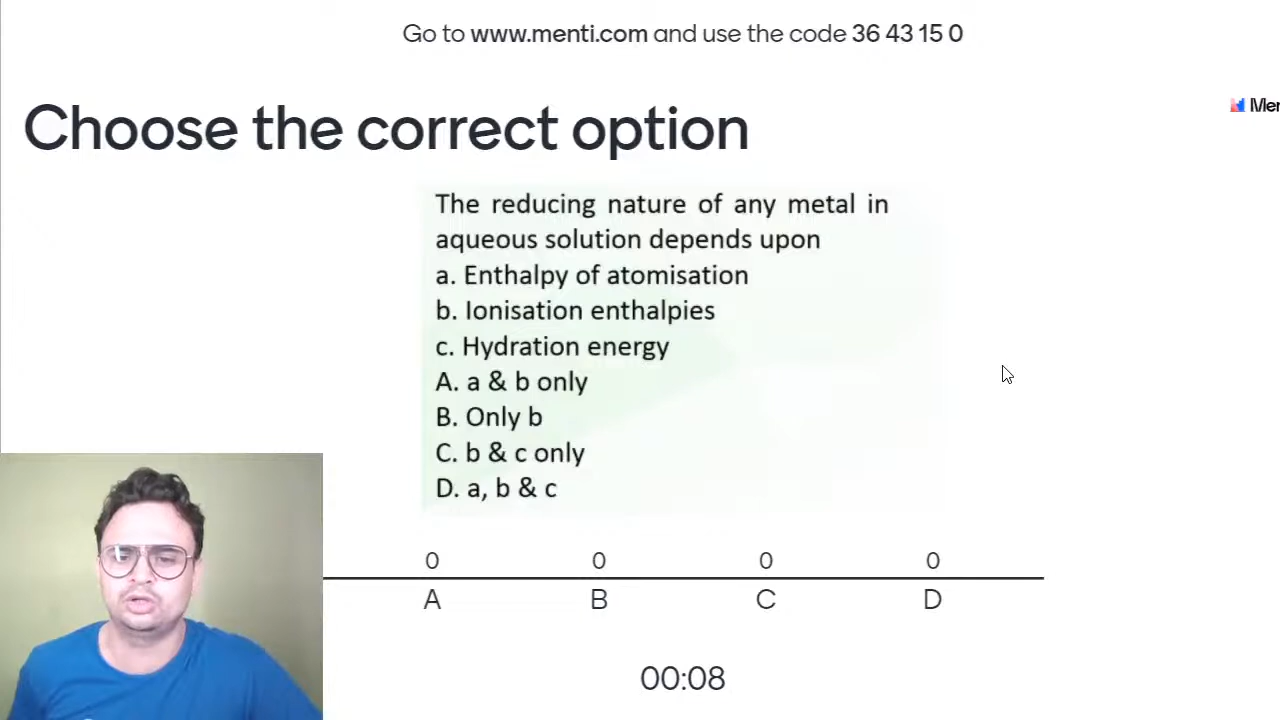 Go to www.menti.com and use the code 36 43 15 0
Choose the correct option
The reducing nature of any metal in
aqueous solution depends upon
a. Enthalpy of atomisation
b. Ionisation enthalpies
c. Hydration energy
A. a & b only
B. Only b
C. b & c only
D. a, b & c
0 0 0 0
A B C D
00:08